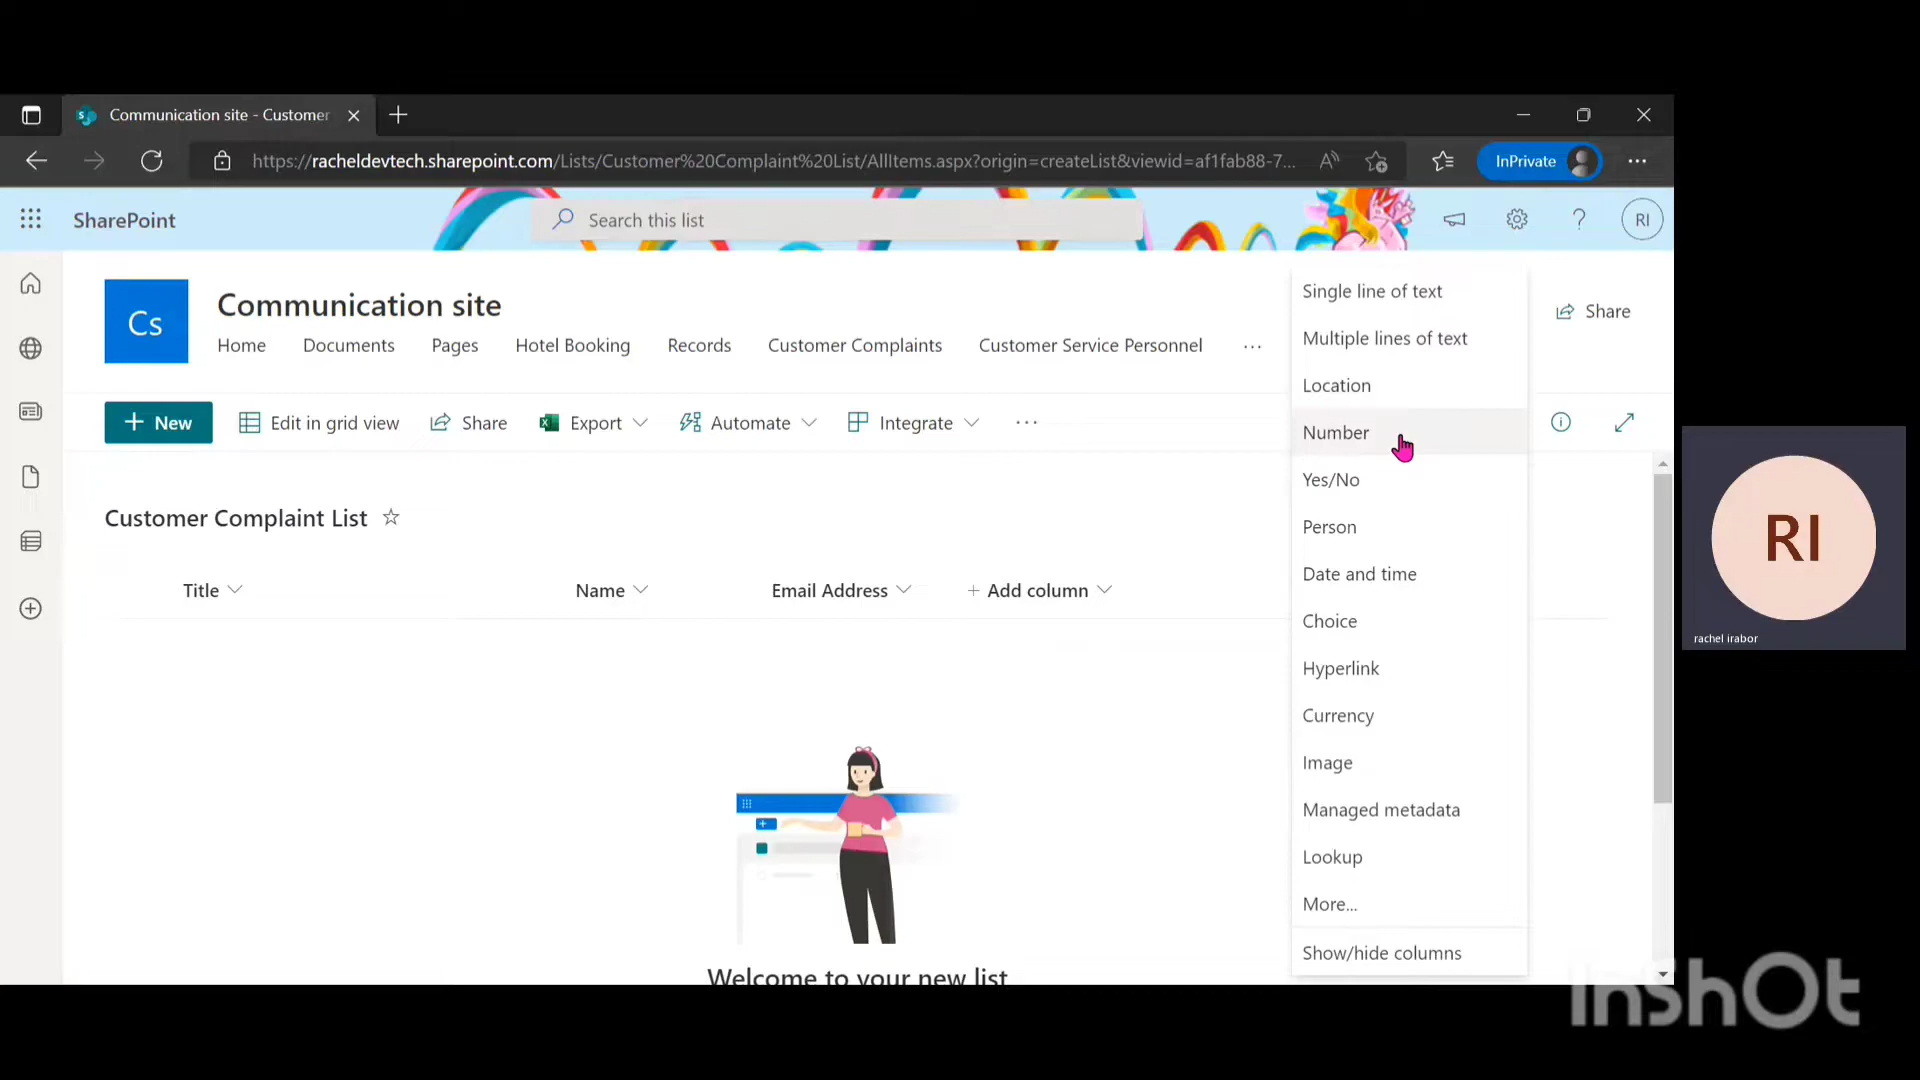 Communication site - Customer
https://racheldevtech.sharepoint.com/Lists/Customer%20Complaint%20List/AllItems.aspx?origin=createList&viewid=af1fab88-7...
InPrivate
SharePoint
Search this list
RI
Cs
Communication site
Home
Documents
Pages
Hotel Booking
Records
Customer Complaints
Customer Service Personnel
...
Share
+ New
Edit in grid view
Share
Export
Automate
Integrate
...
Customer Complaint List
Title
Name
Email Address
+ Add column
Single line of text
Multiple lines of text
Location
Number
Yes/No
Person
Date and time
Choice
Hyperlink
Currency
Image
Managed metadata
Lookup
More...
Show/hide columns
Welcome to your new list
RI
rachel irabor
InShOt